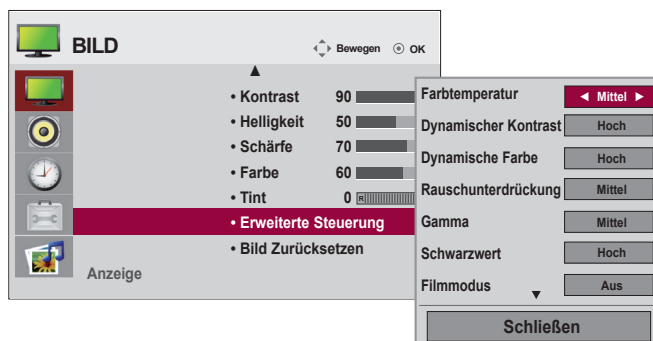 BILD
Bewegen OK
• Kontrast 90
• Helligkeit 50
• Schärfe 70
• Farbe 60
• Tint 0 R
• Erweiterte Steuerung
• Bild Zurücksetzen
Anzeige
Farbtemperatur ◄ Mittel ►
Dynamischer Kontrast Hoch
Dynamische Farbe Hoch
Rauschunterdrückung Mittel
Gamma Mittel
Schwarzwert Hoch
Filmmodus Aus
Schließen